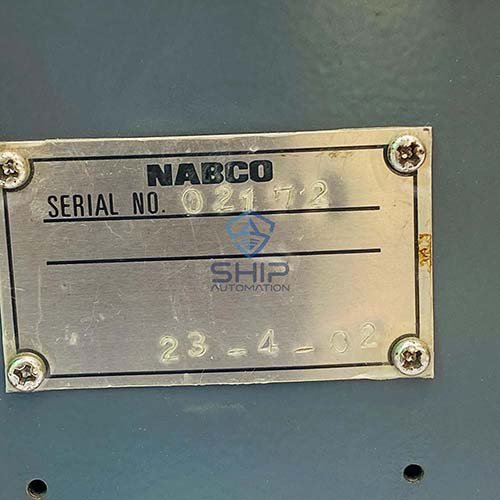 NABCO
SERIAL NO. 02172
SHIP
AUTOMATION
23-4-02